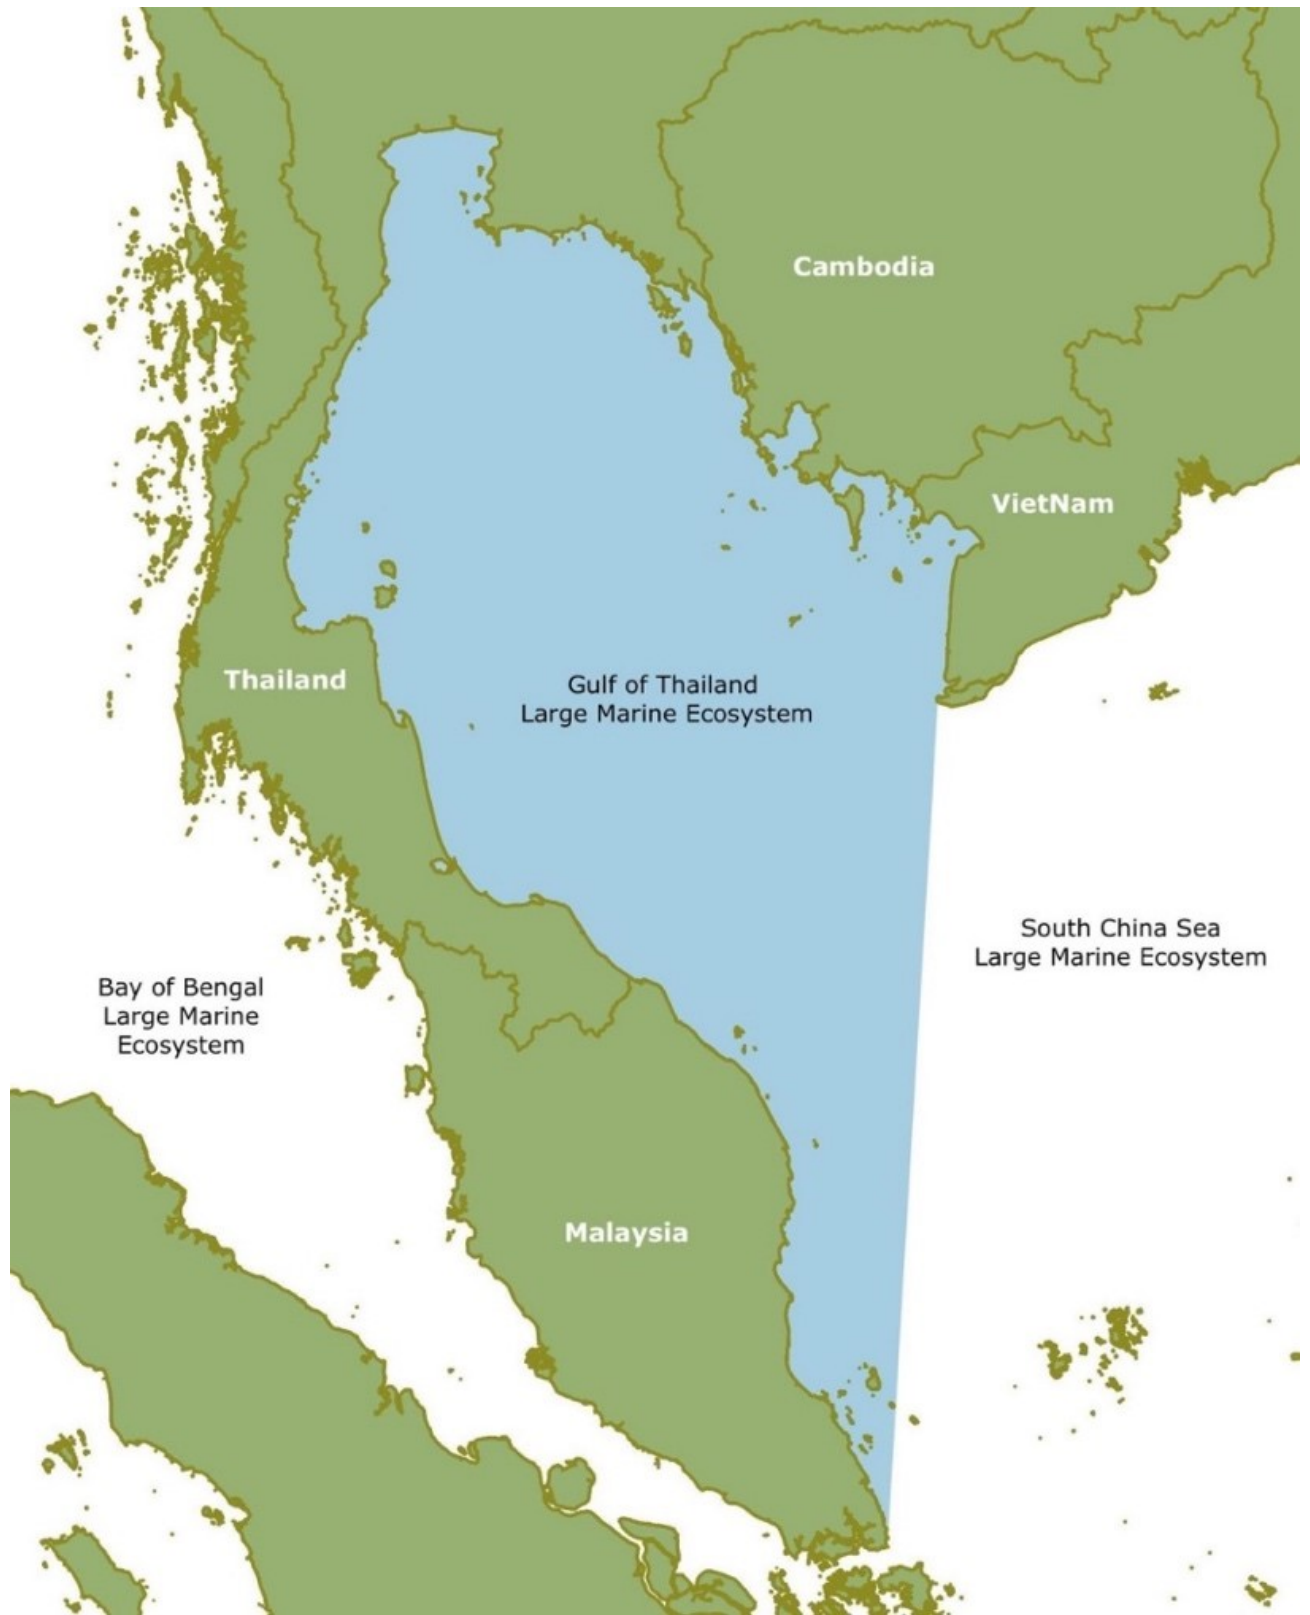 Cambodia
VietNam
Thailand
Gulf of Thailand
Large Marine Ecosystem
South China Sea
Large Marine Ecosystem
Bay of Bengal
Large Marine
Ecosystem
Malaysia